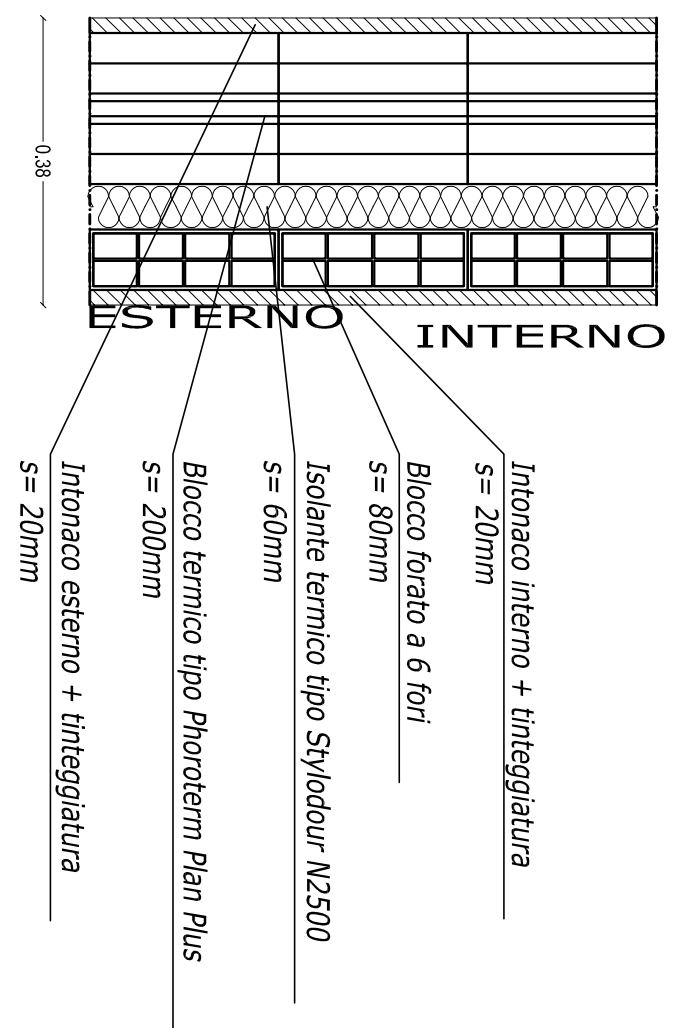 0.38
ESTERNO
INTERNO
Intonaco interno + tinteggiatura
s= 20mm
Blocco forato a 6 fori
s= 80mm
Isolante termico tipo Stylodour N2500
s= 60mm
Blocco termico tipo Phoroterm Plan Plus
s= 200mm
Intonaco esterno + tinteggiatura
s= 20mm